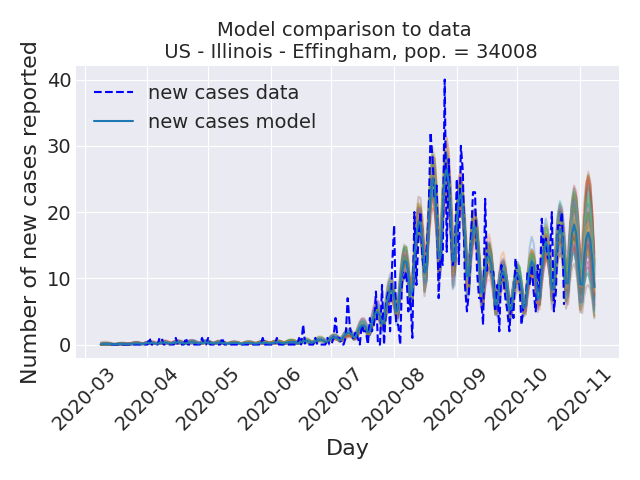 Model comparison to data
US - Illinois - Effingham, pop. = 34008
Number of new cases reported
40
30
20
10
0
new cases data
new cases model
2020-03
2020-04
2020-05
2020-06
2020-07
2020-08
2020-09
2020-10
2020-11
Day